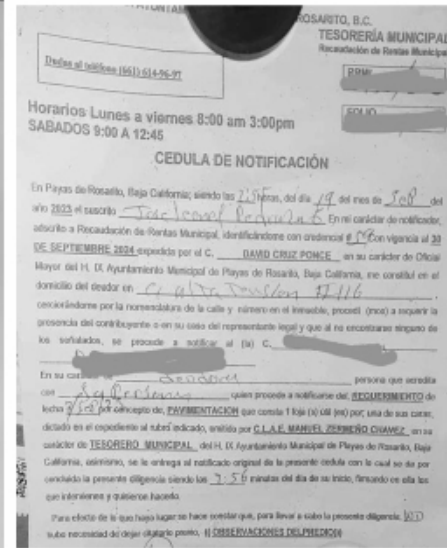 AYUNTAM
ROSARITO, B.C.
TESORERÍA MUNICIPAL
Recaudación de Rentas Municipal
Dudas al teléfono (661) 614-96-97
FOLIO
Horarios Lunes a viernes 8:00 am 3:00pm
SABADOS 9:00 A 12:45
CEDULA DE NOTIFICACIÓN
En Playas de Rosarito, Baja California; siendo las horas, del día 19 del mes de Sep del
año 2023 el suscrito En mi carácter de notificador,
adscrito a Recaudación de Rentas Municipal, identificándome con credencial # con vigencia al 30
DE SEPTIEMBRE 2024 expedida por el C. DAVID CRUZ PONCE en su carácter de Oficial
Mayor del H. IX Ayuntamiento Municipal de Playas de Rosarito, Baja California, me constituí en el
domicilio del deudor en
cerciorándome por la nomenclatura de la calle y número en el inmueble, procedí (mos) a requerir la
presencia del contribuyente o en su caso del representante legal y que al no encontrarse ninguno de
los señalados, se procede a notificar al (la) C.
En su persona que acredita
con quien procede a notificarse del REQUERIMIENTO de
fecha por concepto de, PAVIMENTACION que consta 1 foja (s) útil (es) por; una de sus caras,
dictado en el expediente al rubro indicado, emitido por C.L.A.E. MANUEL ZERMEÑO CHAVEZ en su
carácter de TESORERO MUNICIPAL del H. IX Ayuntamiento Municipal de Playas de Rosarito, Baja
California, asimismo, se le entrega al notificado original de la presente cedula con lo cual se da por
concluida la presente diligencia siendo las minutos del día de su inicio, firmando en ella los
que intervienen y quisieron hacerlo.
Para efecto de lo que haya lugar se hace constar que, para llevar a cabo la presente diligencia, NO
hubo necesidad de dejar citatorio previo, OBSERVACIONES DEL PREDIO